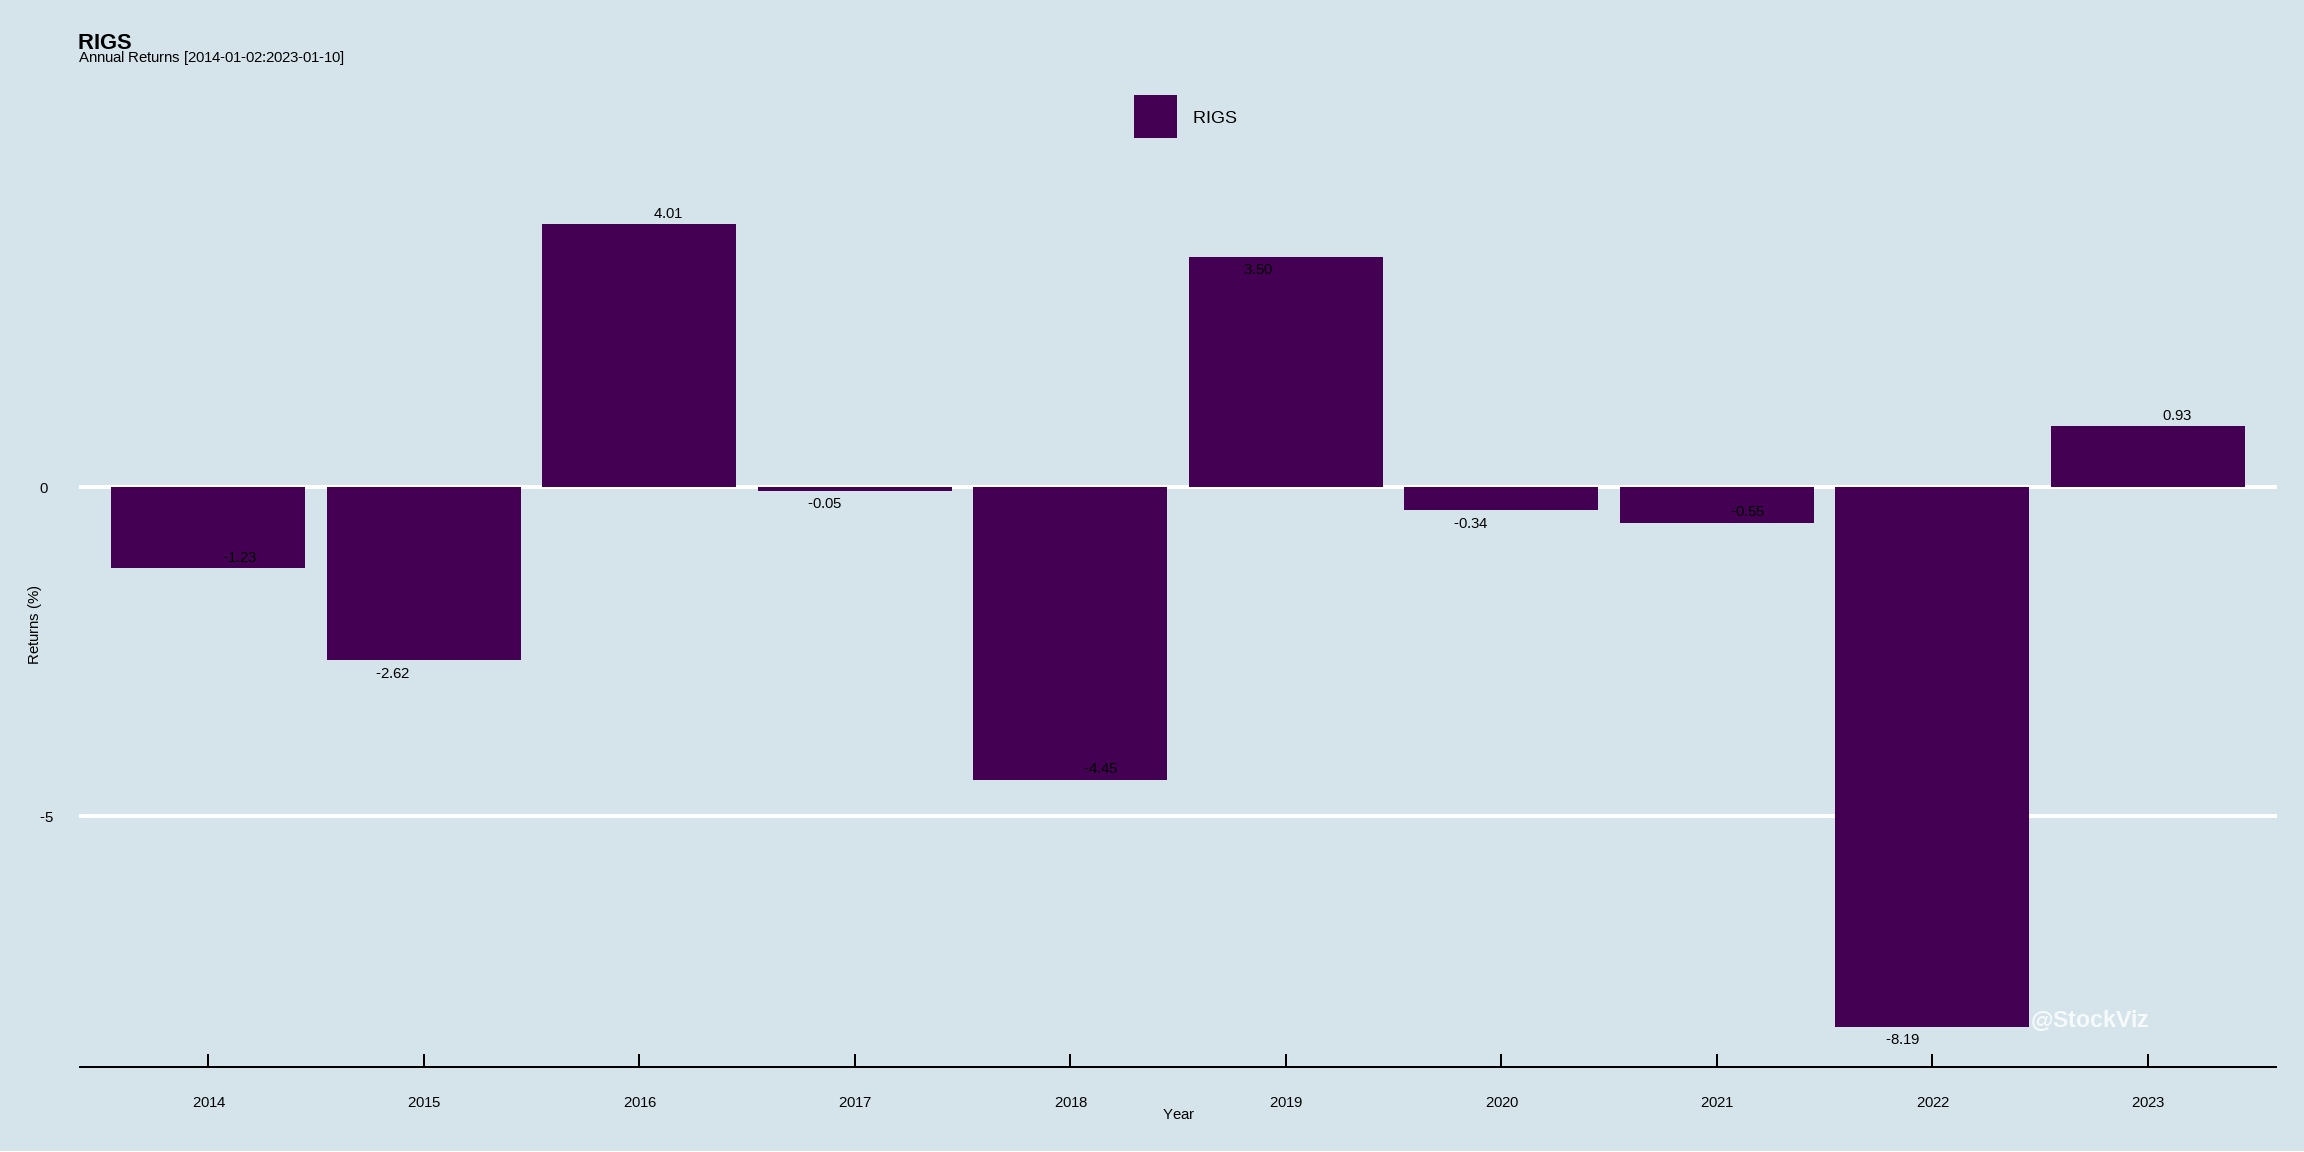 RIGS
Annual Returns [2014-01-02:2023-01-10]
RIGS
4.01
3.50
0.93
0
-0.05
-0.34
-0.55
-1.23
Returns (%)
-2.62
-4.45
-5
@StockViz
-8.19
2014 2015 2016 2017 2018 2019 2020 2021 2022 2023
Year